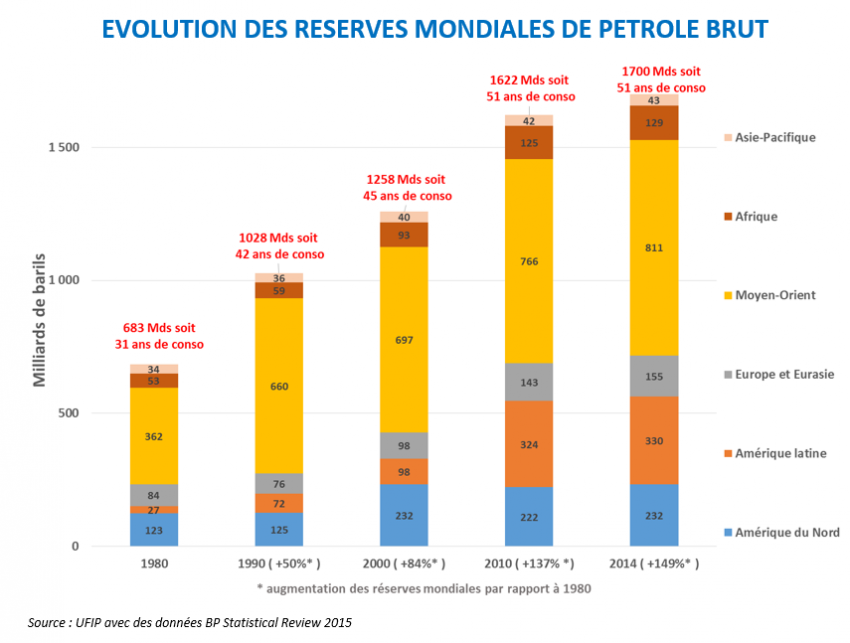 EVOLUTION DES RESERVES MONDIALES DE PETROLE BRUT
Milliards de barils
1 500
1 000
500
0
683 Mds soit
31 ans de conso
34
53
362
84
27
123
1980
1028 Mds soit
42 ans de conso
36
59
660
76
72
125
1990 ( +50%* )
1258 Mds soit
45 ans de conso
40
93
697
98
98
232
2000 ( +84%* )
1622 Mds soit
51 ans de conso
42
125
766
143
324
222
2010 ( +137% *)
1700 Mds soit
51 ans de conso
43
129
811
155
330
232
2014 ( +149%* )
Asie-Pacifique
Afrique
Moyen-Orient
Europe et Eurasie
Amérique latine
Amérique du Nord
* augmentation des réserves mondiales par rapport à 1980
Source : UFIP avec des données BP Statistical Review 2015